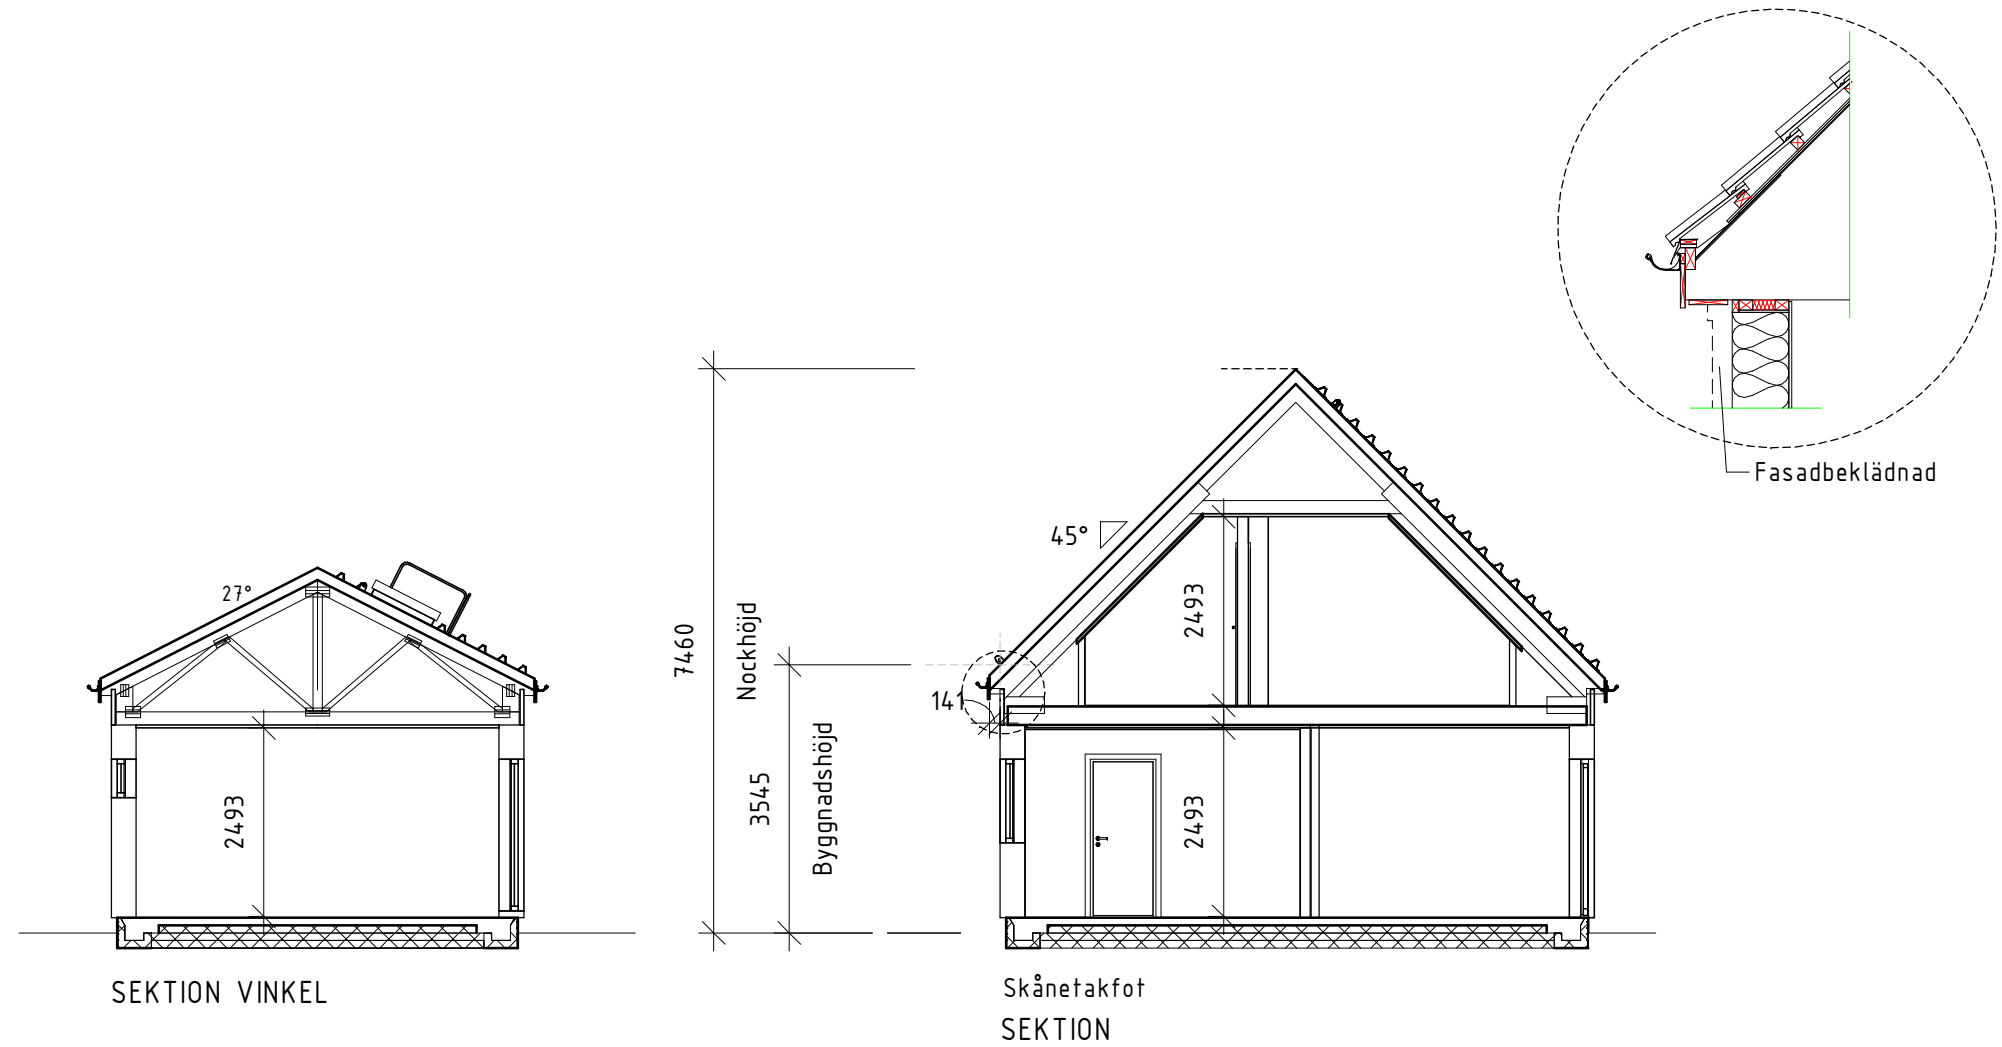 Fasadbeklädnad
45°
27°
2493
7460
Nockhöjd
141
3545
Byggnadshöjd
2493
2493
SEKTION VINKEL
Skånetakfot
SEKTION